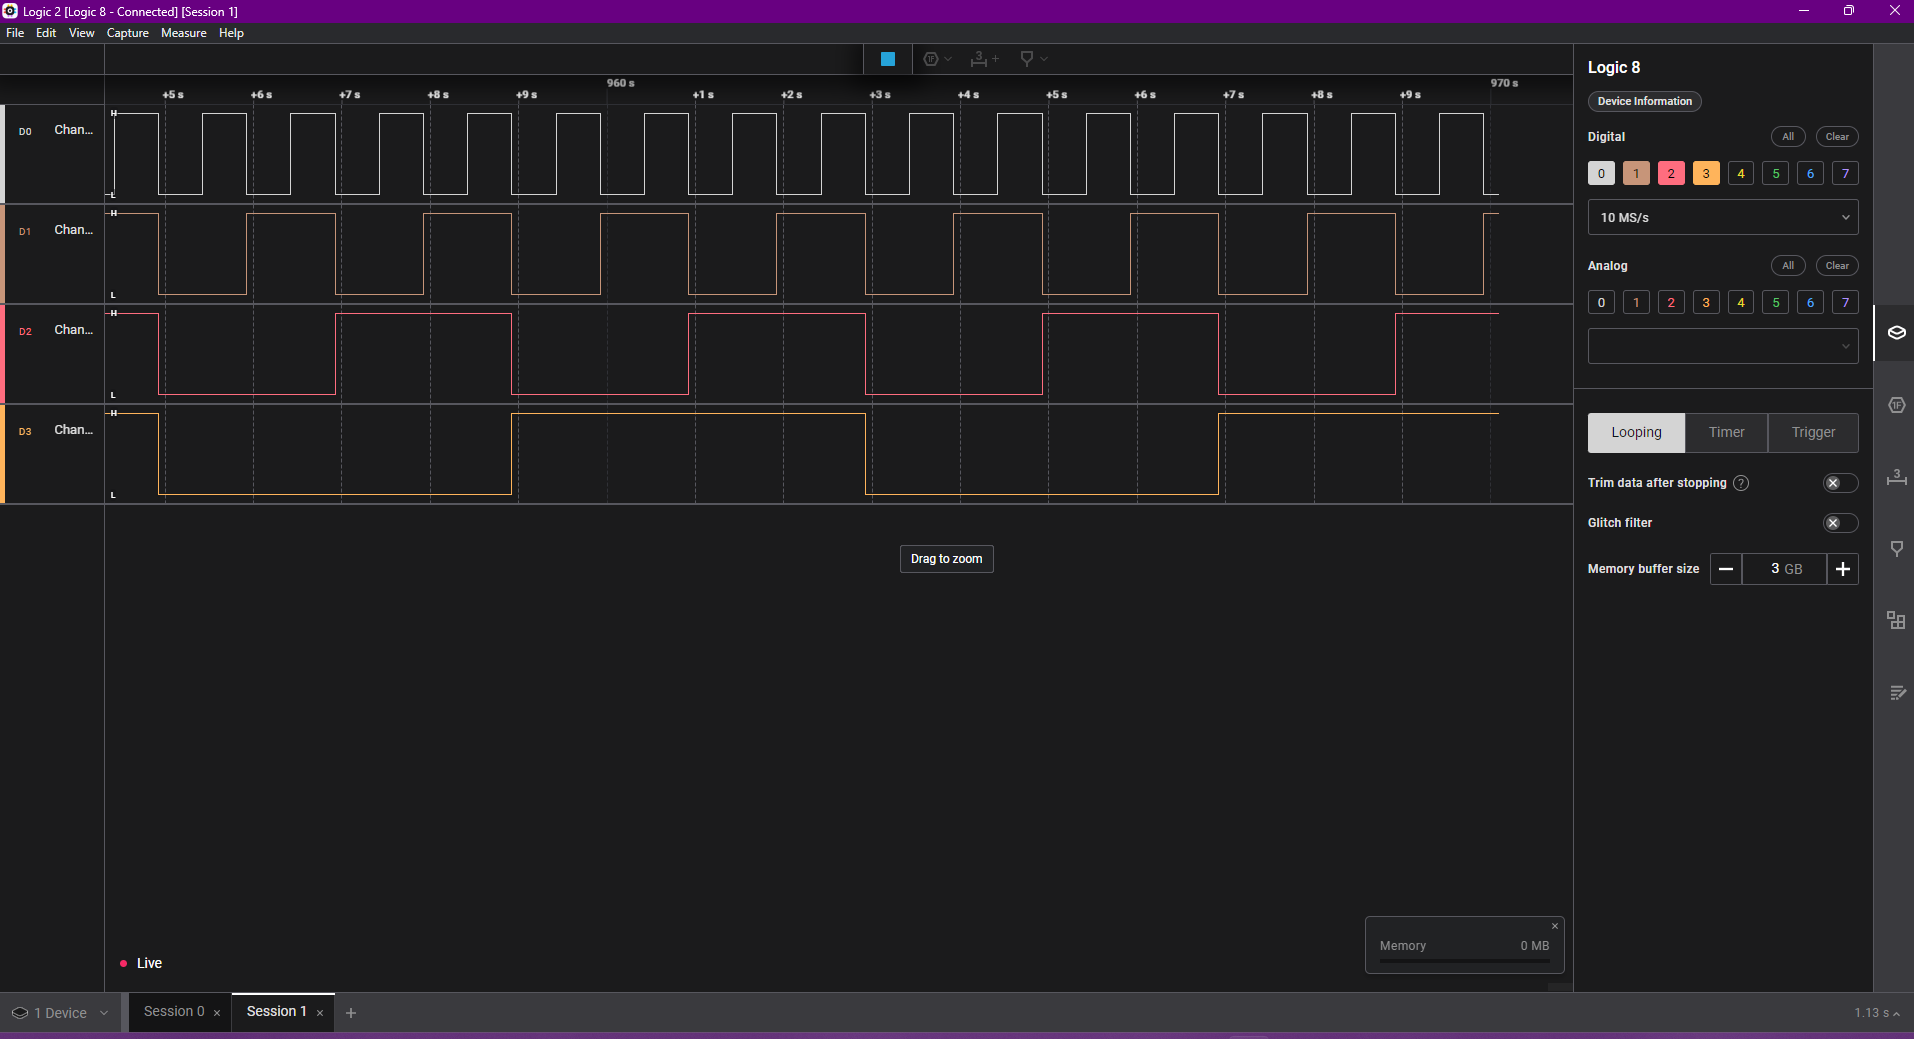 Logic 2 [Logic 8 - Connected] [Session 1]
File Edit View Capture Measure Help
960 s 970 s
+5 s +6 s +7 s +8 s +9 s +1 s +2 s +3 s +4 s +5 s +6 s +7 s +8 s +9 s
D0 Chan... H
L
D1 Chan... H
L
D2 Chan... H
L
D3 Chan... H
L
Drag to zoom
Memory 0 MB
Live
Logic 8
Device Information
Digital All Clear
0 1 2 3 4 5 6 7
10 MS/s
Analog All Clear
0 1 2 3 4 5 6 7
Looping Timer Trigger
Trim data after stopping ?
Glitch filter
Memory buffer size 3 GB
1F
3
1 Device Session 0 Session 1 1.13 s